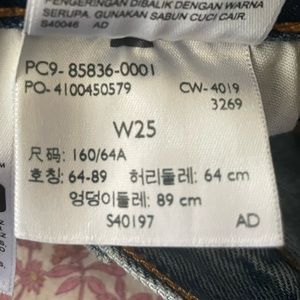 PENGERINGAN DIBALIK DENGAN WARNA
SERUPA. GUNAKAN SABUN CUCI CAIR.
S40046 AD
PC9- 85836-0001
PO- 4100450579 CW- 4019
3269
W25
尺码: 160/64A
호칭: 64-89 허리둘레: 64 cm
엉덩이둘레: 89 cm
S40197 AD